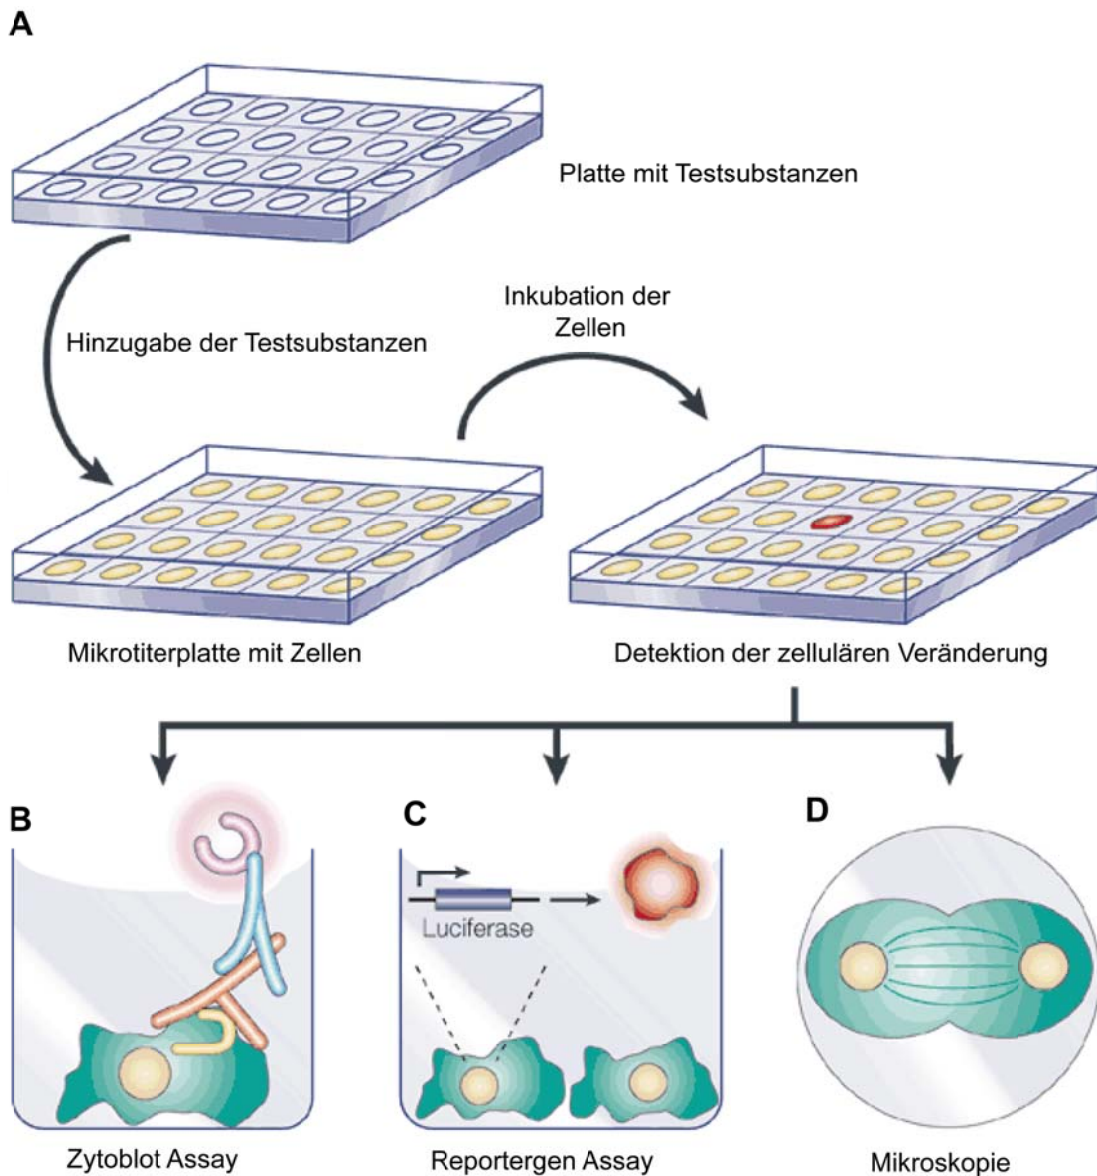 A
Platte mit Testsubstanzen
Inkubation der
Zellen
Hinzugabe der Testsubstanzen
Mikrotiterplatte mit Zellen
Detektion der zellulären Veränderung
B
C
D
Luciferase
Zytoblot Assay
Reportergen Assay
Mikroskopie